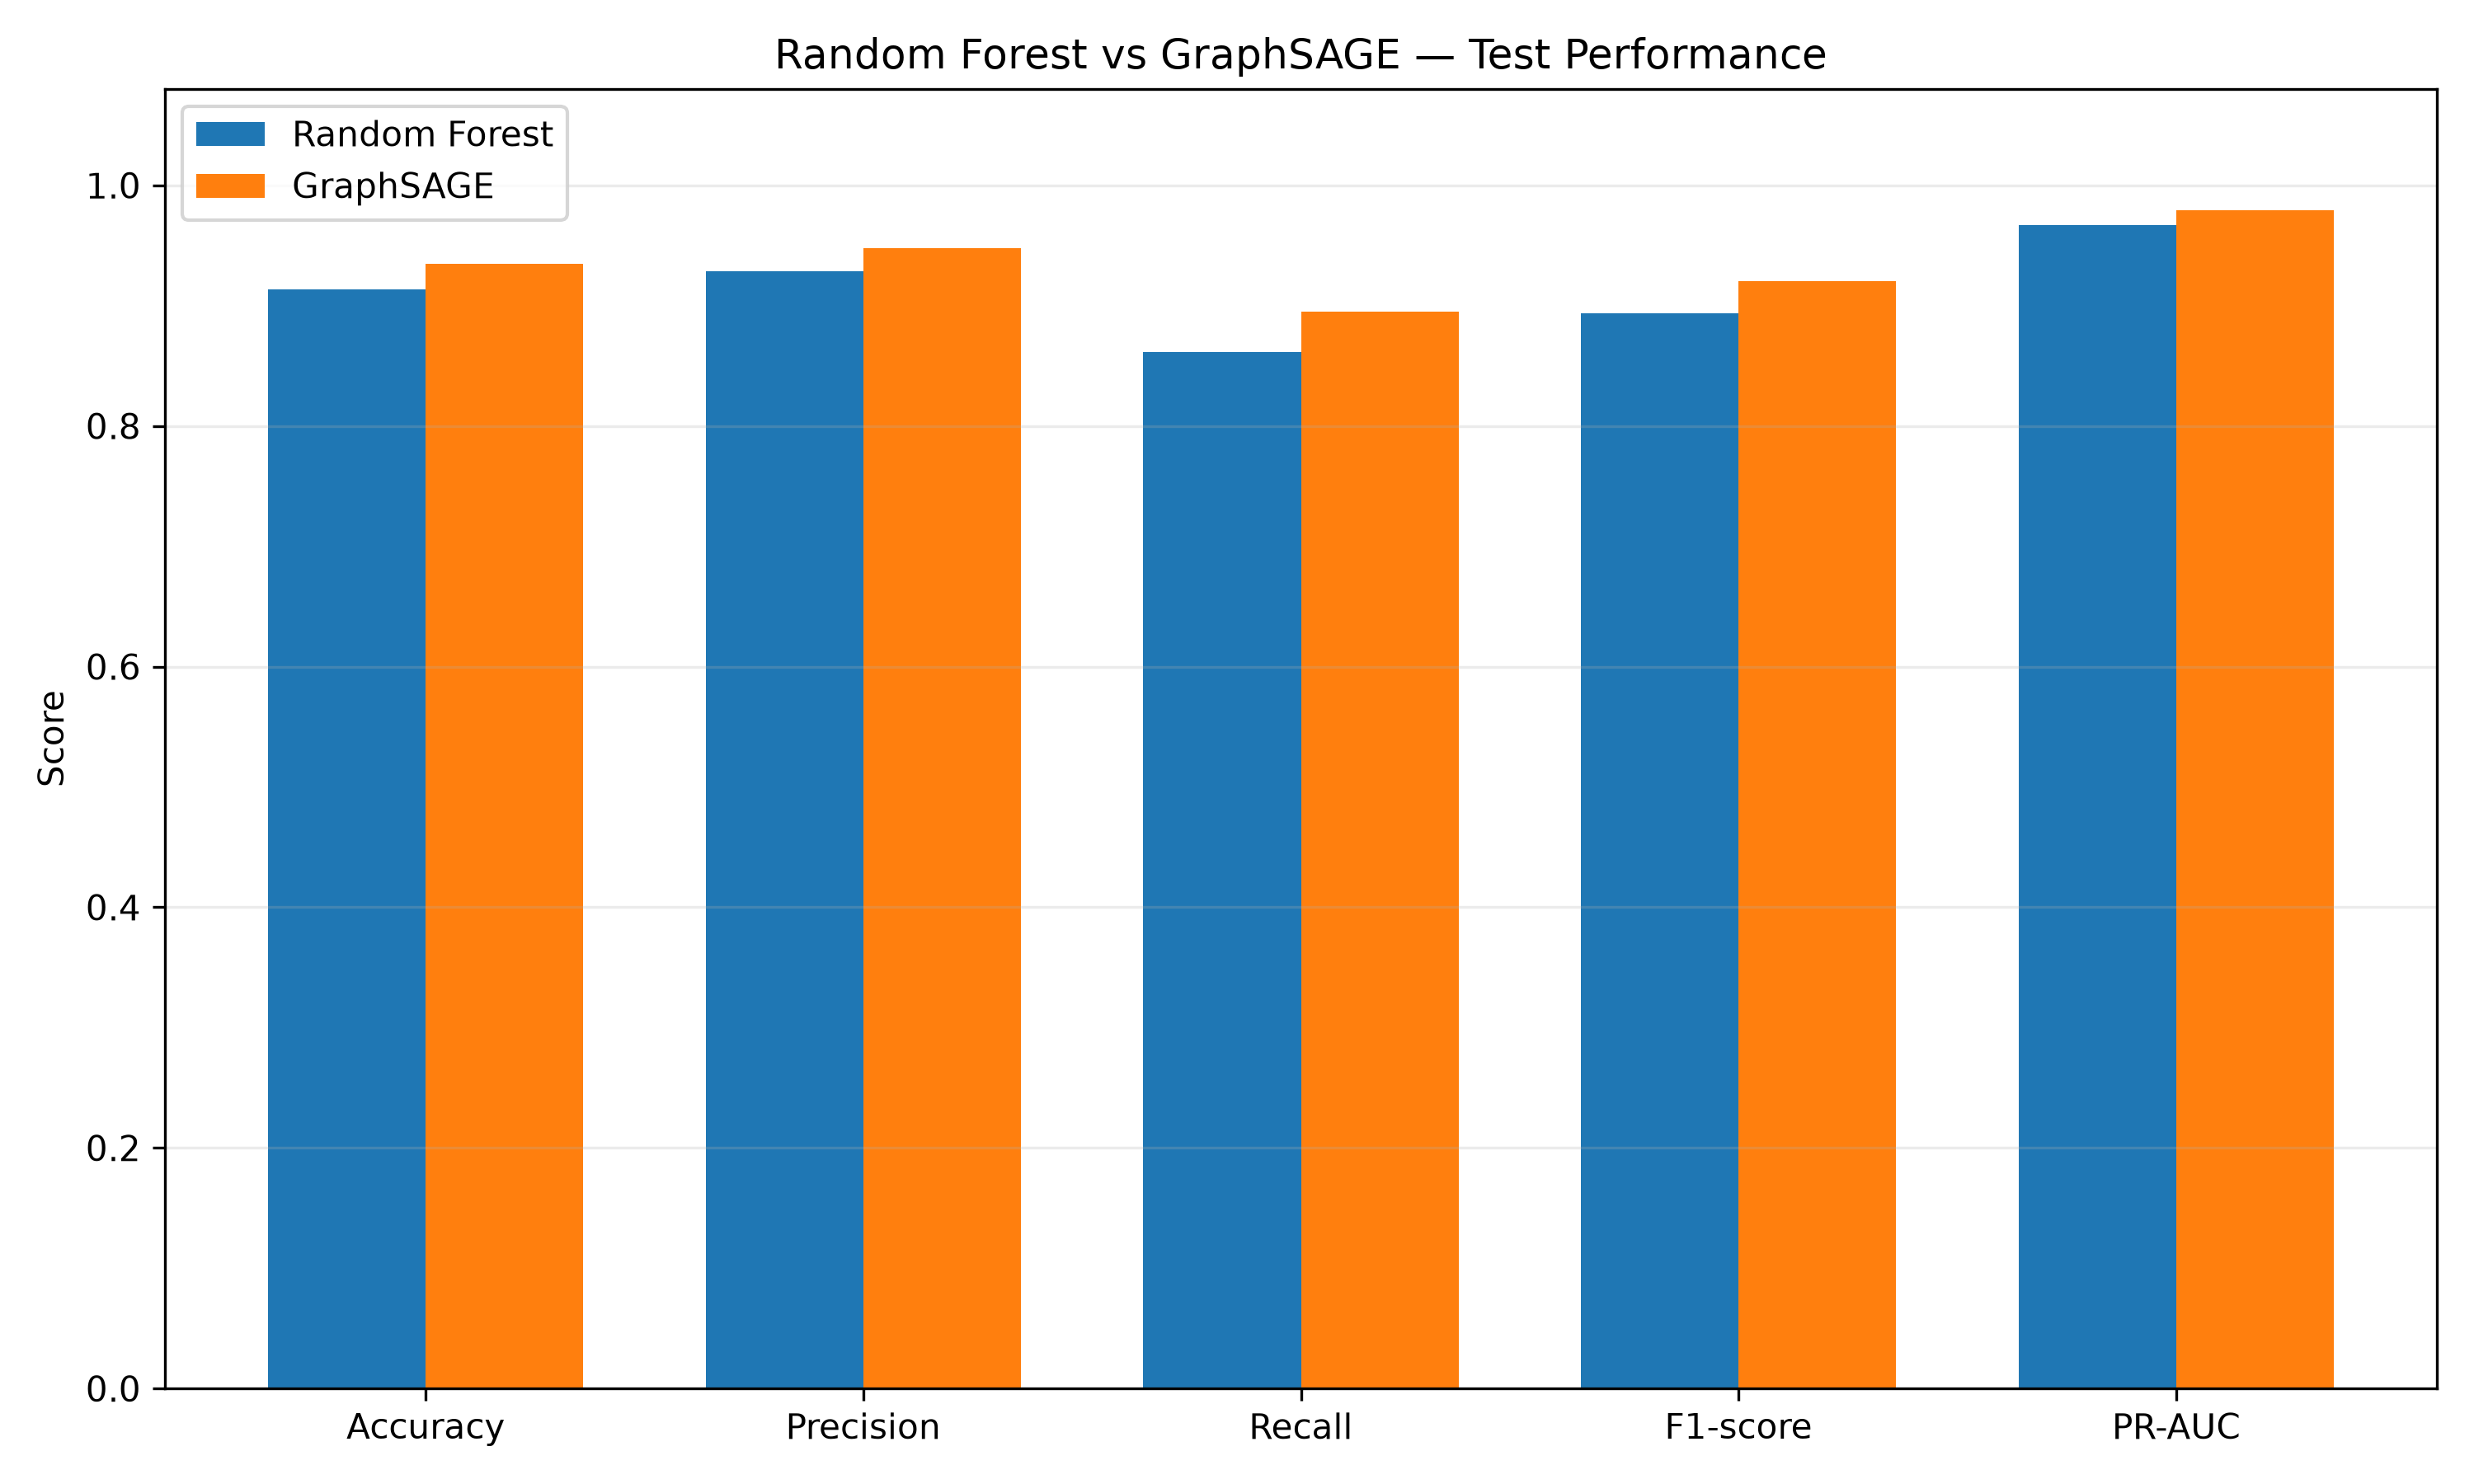 Random Forest vs GraphSAGE — Test Performance
Random Forest
GraphSAGE
Score
1.0
0.8
0.6
0.4
0.2
0.0
Accuracy
Precision
Recall
F1-score
PR-AUC